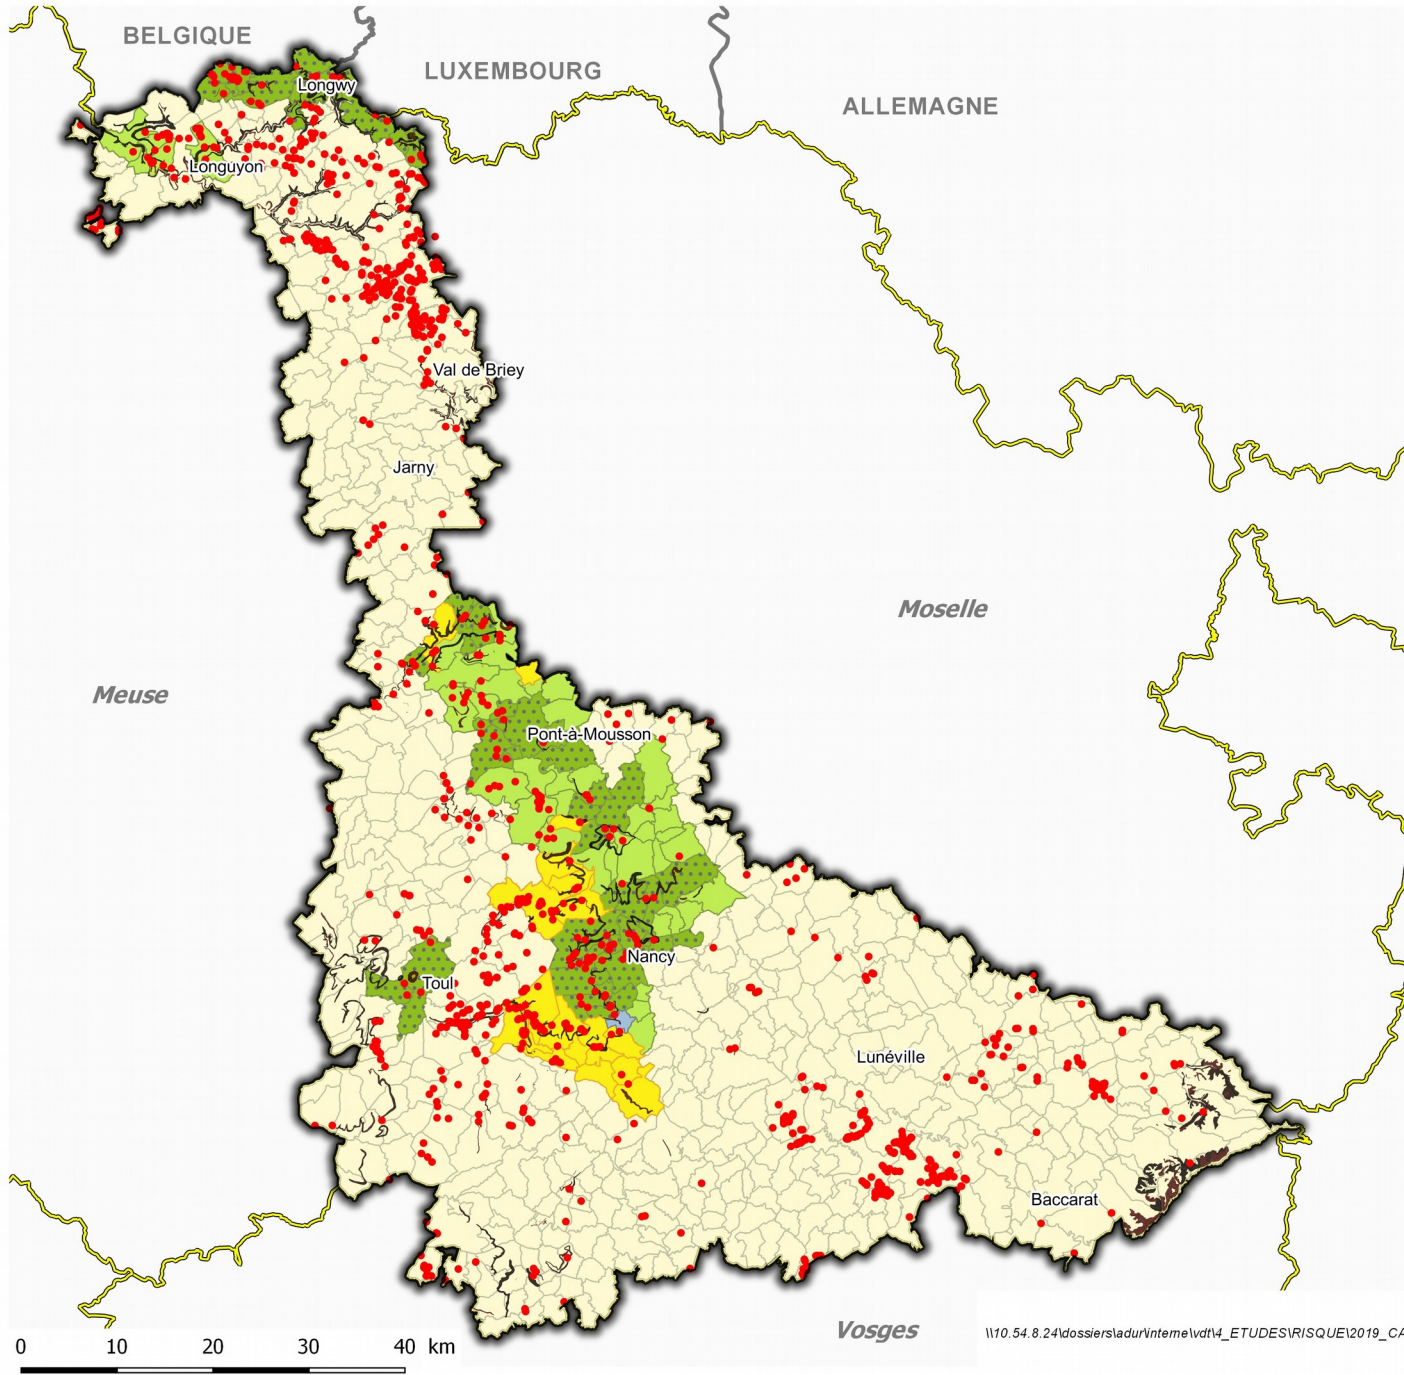 BELGIQUE
LUXEMBOURG
ALLEMAGNE
Longwy
Longuyon
Val de Briey
Jarny
Moselle
Meuse
Pont-à-Mousson
Nancy
Toul
Lunéville
Baccarat
Vosges
\\10.54.8.24\dossiers\adur\interne\vdt\4_ETUDES\RISQUE\2019_CA
0 10 20 30 40 km